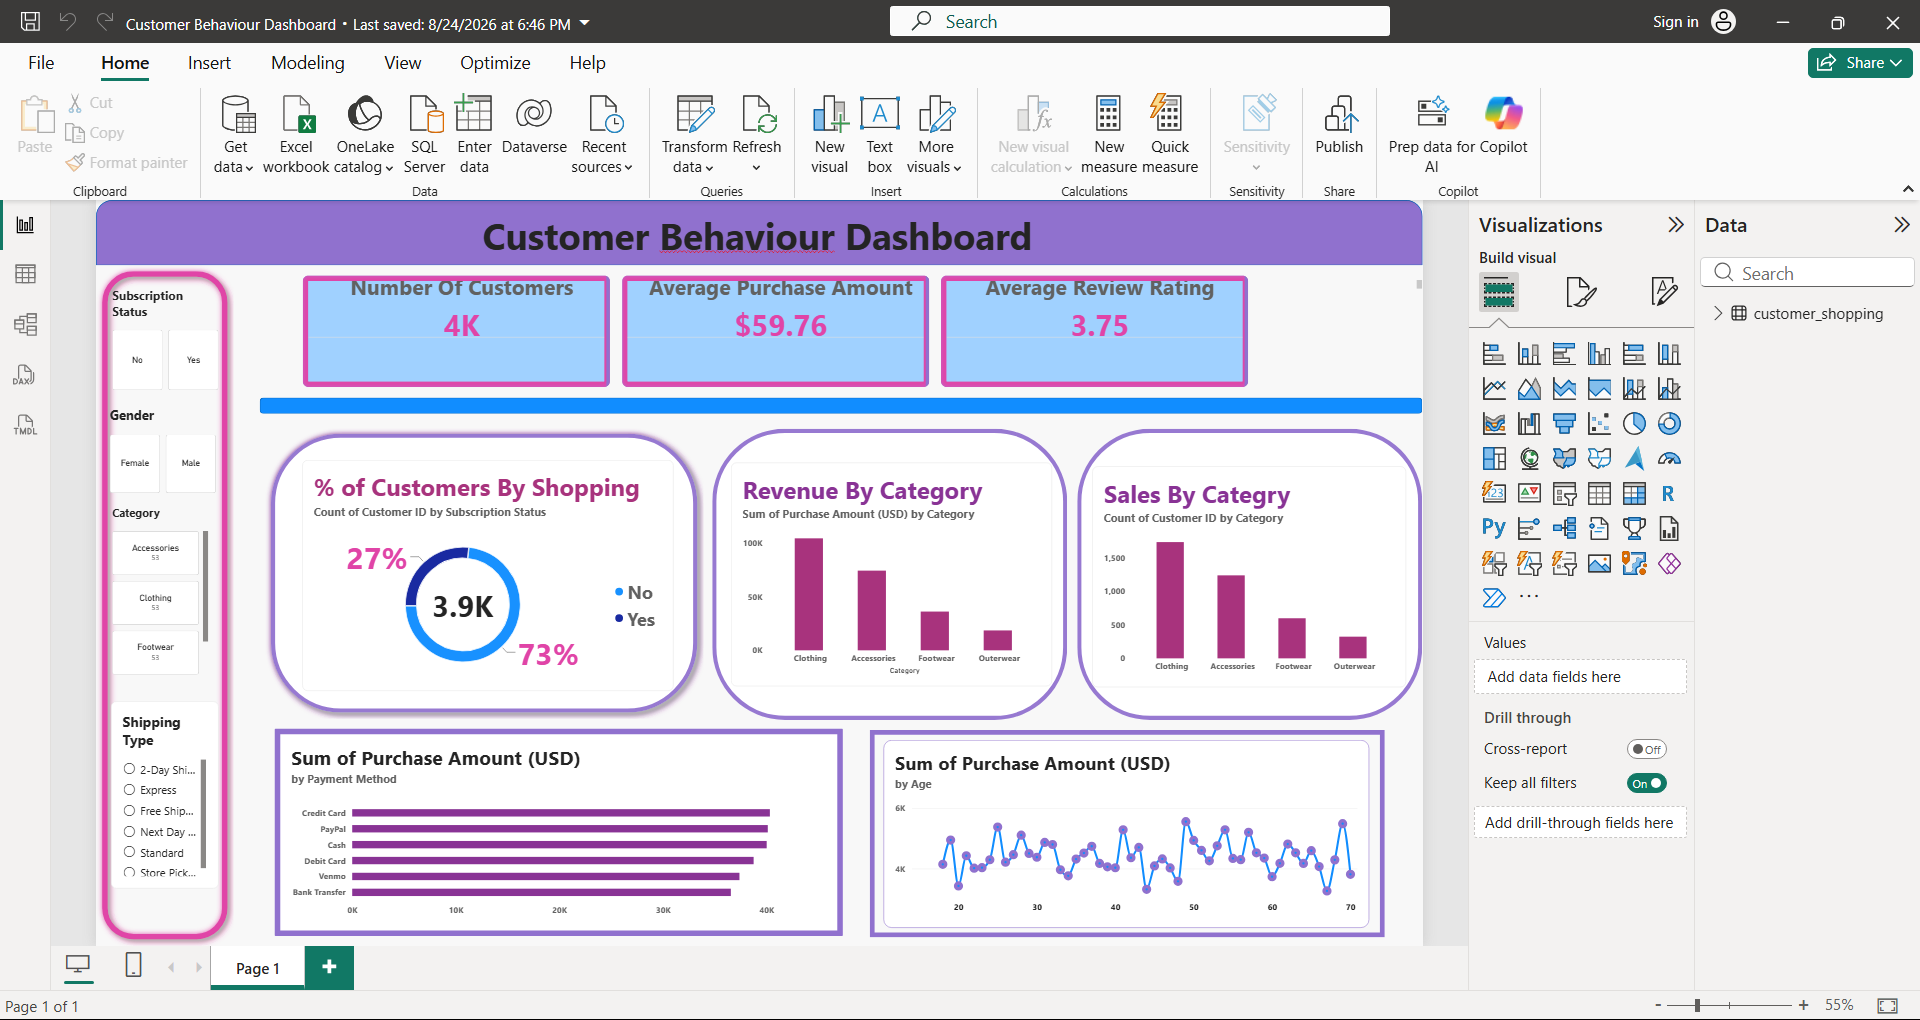 Customer Behaviour Dashboard • Last saved: 8/24/2026 at 6:46 PM
Search
Sign in
File
Home
Insert
Modeling
View
Optimize
Help
Share
Paste
Cut
Copy
Format painter
Clipboard
Get data
Excel workbook
OneLake catalog
SQL Server
Enter data
Dataverse
Recent sources
Data
Transform data
Refresh
Queries
New visual
Text box
More visuals
Insert
New visual calculation
New measure
Quick measure
Calculations
Sensitivity
Sensitivity
Publish
Share
Prep data for AI
Copilot
Copilot
DAX
TMDL
Customer Behaviour Dashboard
Subscription
Status
No
Yes
Gender
Female
Male
Category
Accessories
53
Clothing
53
Footwear
53
Shipping
Type
2-Day Shi...
Express
Free Ship...
Next Day ...
Standard
Store Pick...
Number Of Customers
4K
Average Purchase Amount
$59.76
Average Review Rating
3.75
% of Customers By Shopping
Count of Customer ID by Subscription Status
27%
3.9K
73%
No
Yes
Revenue By Category
Sum of Purchase Amount (USD) by Category
100K
50K
0K
Clothing
Accessories
Footwear
Outerwear
Category
Sales By Categry
Count of Customer ID by Category
1,500
1,000
500
0
Clothing
Accessories
Footwear
Outerwear
Sum of Purchase Amount (USD)
by Payment Method
Credit Card
PayPal
Cash
Debit Card
Venmo
Bank Transfer
0K
10K
20K
30K
40K
Sum of Purchase Amount (USD)
by Age
6K
4K
20
30
40
50
60
70
Visualizations
Build visual
123
R
Py
...
Values
Add data fields here
Drill through
Cross-report
Off
Keep all filters
On
Add drill-through fields here
Data
Search
customer_shopping
Page 1
+
Page 1 of 1
-
+
55%